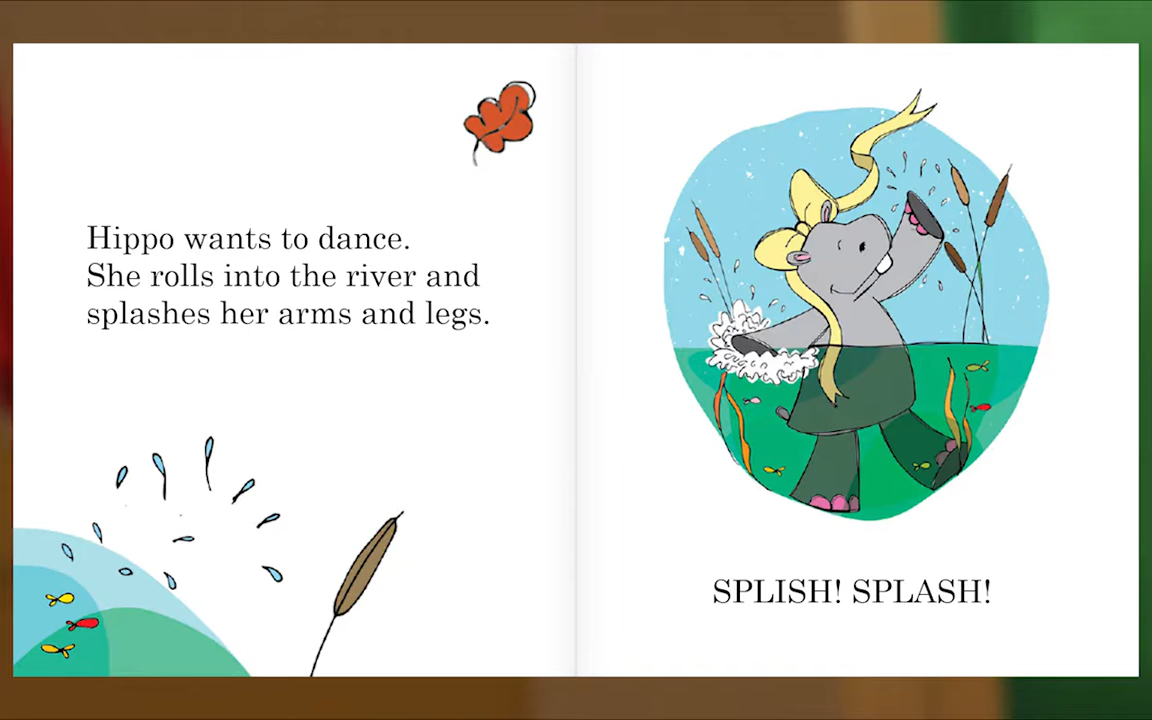 Hippo wants to dance.
She rolls into the river and
splashes her arms and legs.
SPLISH! SPLASH!